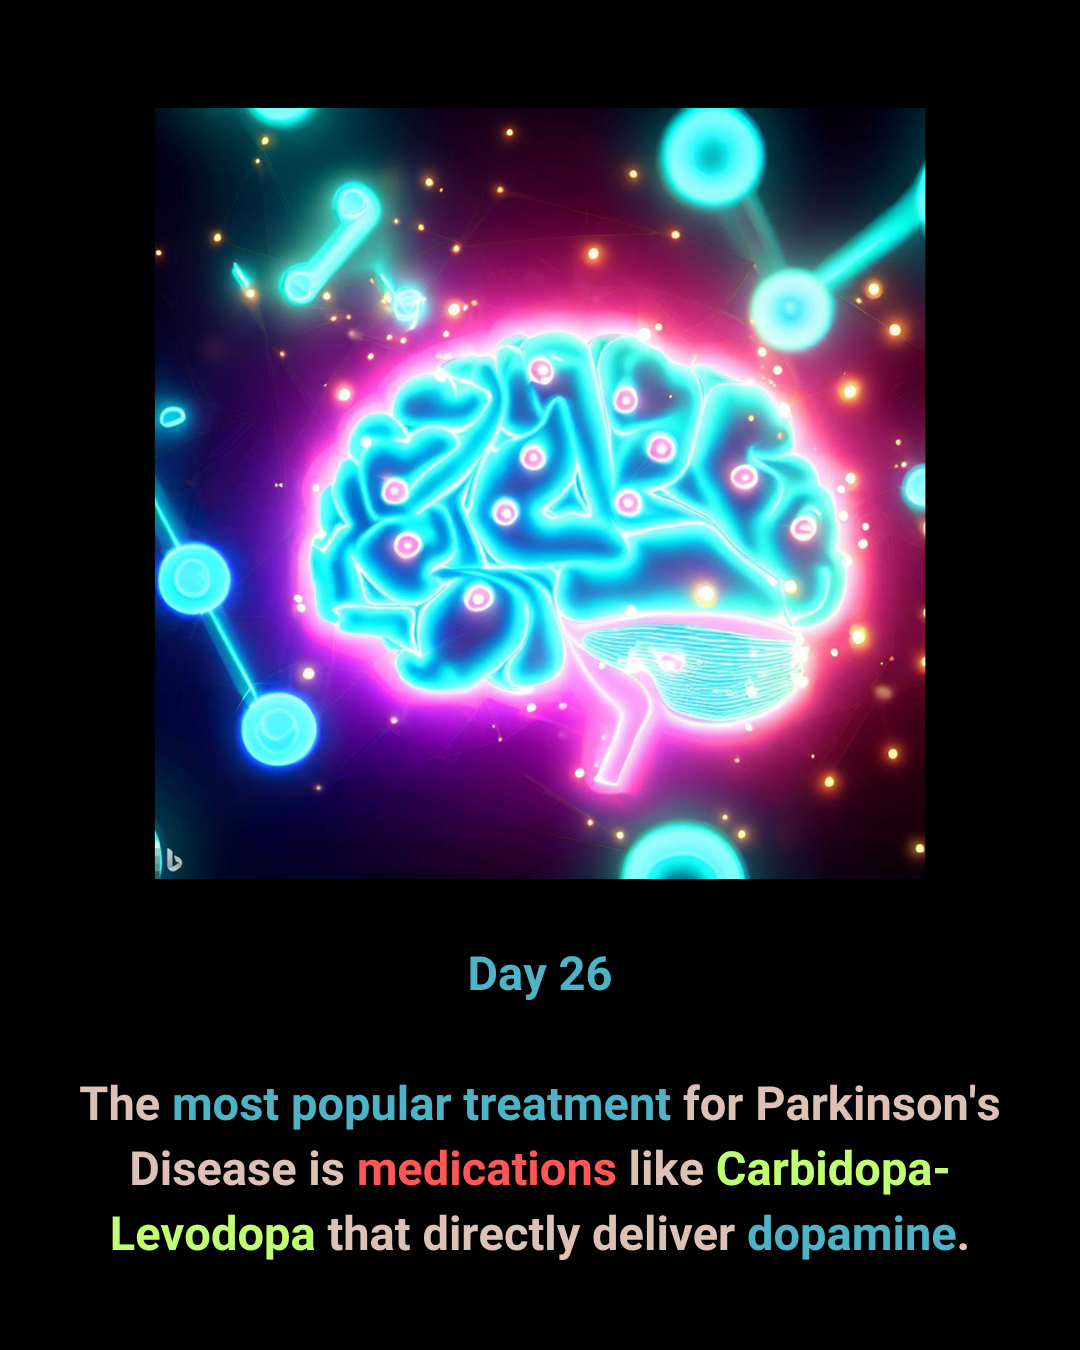 Day 26
The most popular treatment for Parkinson's
Disease is medications like Carbidopa-
Levodopa that directly deliver dopamine.